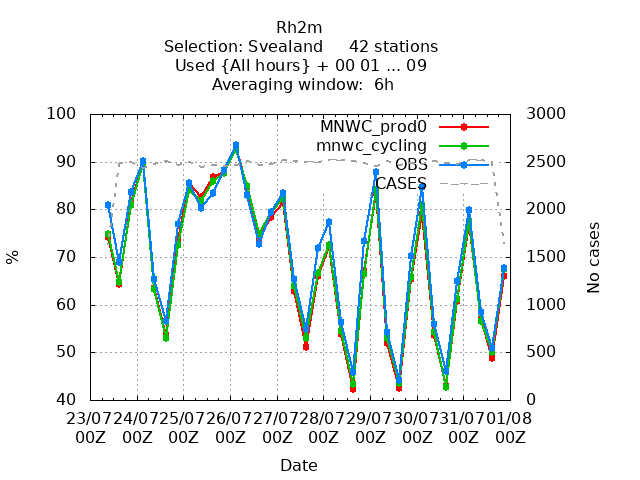 Rh2m
Selection: Svealand 42 stations
Used {All hours} + 00 01 ... 09
Averaging window: 6h
100 3000
MNWC_prod0
mnwc_cycling
90 OBS 2500
CASES
80 2000
% 70 1500 No cases
60 1000
50 500
40 0
23/07 24/07 25/07 26/07 27/07 28/07 29/07 30/07 31/07 01/08
00Z 00Z 00Z 00Z 00Z 00Z 00Z 00Z 00Z 00Z
Date